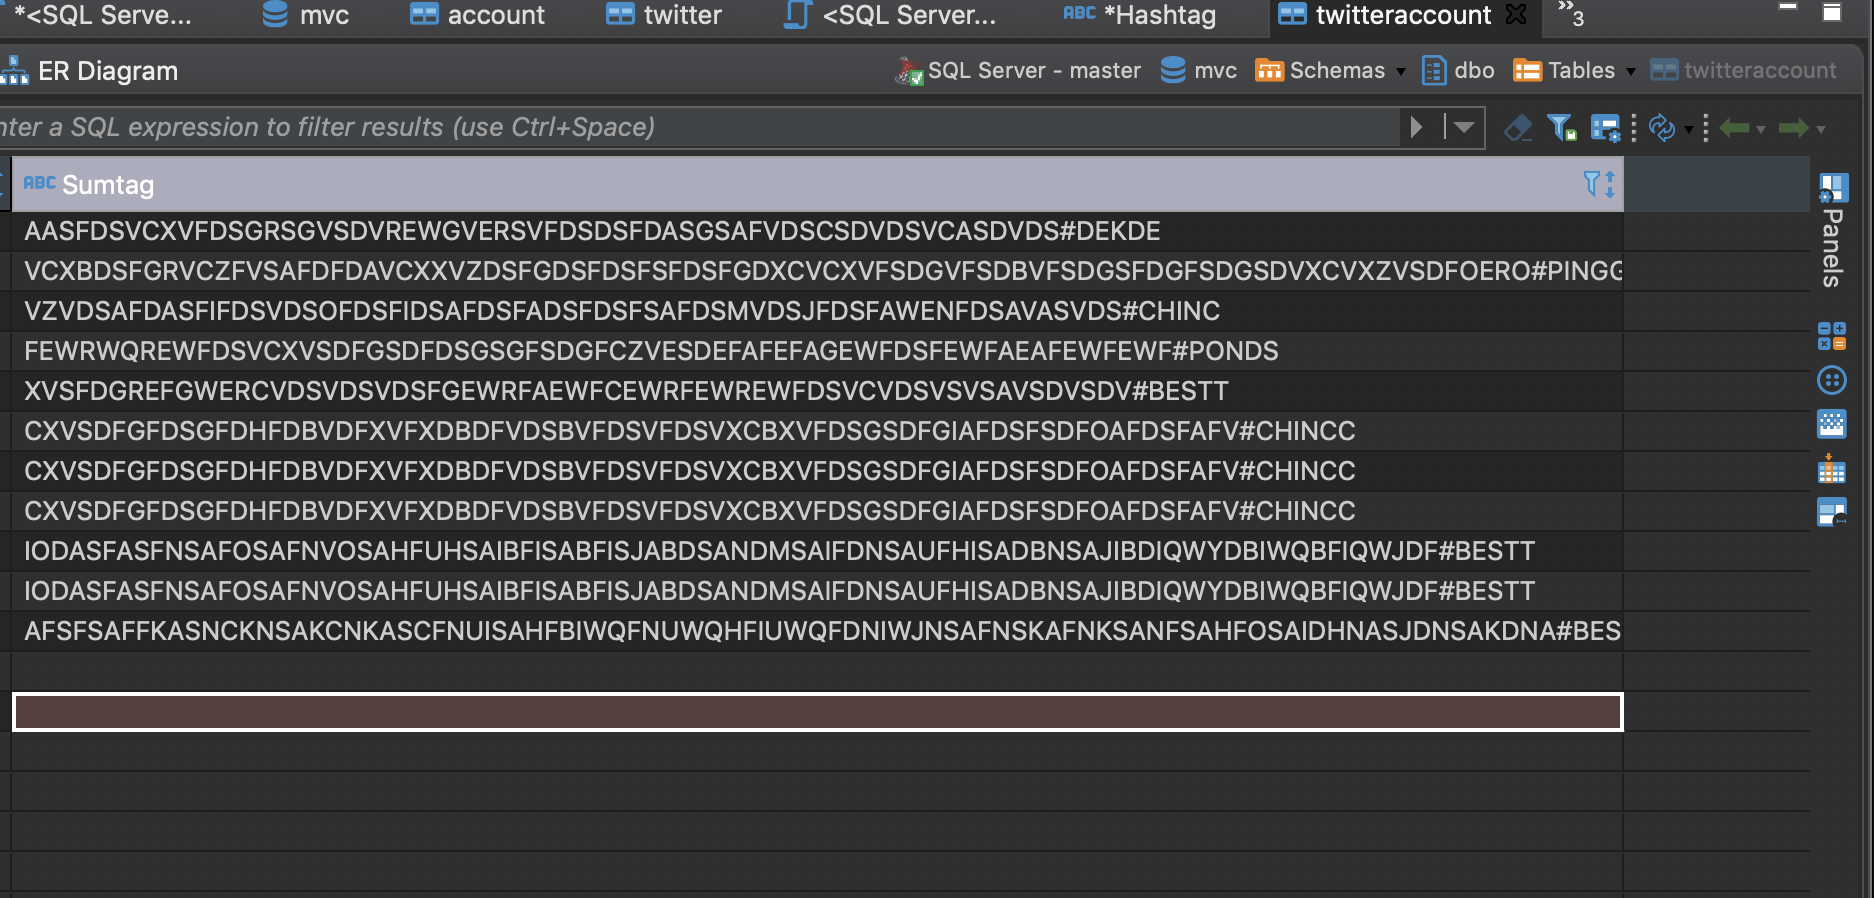 *<SQL Serve... mvc account twitter <SQL Server... ABC *Hashtag twitteraccount »3
ER Diagram SQL Server - master mvc Schemas dbo Tables twitteraccount
nter a SQL expression to filter results (use Ctrl+Space)
ABC Sumtag
Panels
AASFDSVCXVFDSGRSGVSDVREWGVERSVFDSDSFDASGSAFVDSCSDVDSVCASDVDS#DEKDE
VCXBDSFGRVCZFVSAFDFDAVCXXVZDSFGDSFDSFSFDSFGDXCVCXVFSDGVFSDBVFSDGSFDGFSDGSDVXCVXZVSDFOERO#PINGG
VZVDSAFDASFIFDSVDSOFDSFIDSAFDSFADSFDSFSAFDSMVDSJFDSFAWENFDSAVASVDS#CHINC
FEWRWQREWFDSVCXVSDFGSDFDSGSGFSDGFCZVESDEFAFEFAGEWFDSFEWFAEAFEWFEWF#PONDS
XVSFDGREFGWERCVDSVDSVDSFGEWRFAEWFCEWRFEWREWFDSVCVDSVSVSAVSDVSDV#BESTT
CXVSDFGFDSGFDHFDBVDFXVFXDBDFVDSBVFDSVFDSVXCBXVFDSGSDFGIAFDSFSDFOAFDSFAFV#CHINCC
CXVSDFGFDSGFDHFDBVDFXVFXDBDFVDSBVFDSVFDSVXCBXVFDSGSDFGIAFDSFSDFOAFDSFAFV#CHINCC
CXVSDFGFDSGFDHFDBVDFXVFXDBDFVDSBVFDSVFDSVXCBXVFDSGSDFGIAFDSFSDFOAFDSFAFV#CHINCC
IODASFASFNSAFOSAFNVOSAHFUHSAIBFISABFISJABDSANDMSAIFDNSAUFHISADBNSAJIBDIQWYDBIWQBFIQWJDF#BESTT
IODASFASFNSAFOSAFNVOSAHFUHSAIBFISABFISJABDSANDMSAIFDNSAUFHISADBNSAJIBDIQWYDBIWQBFIQWJDF#BESTT
AFSFSAFFKASNCKNSAKCNKASCFNUISAHFBIWQFNUWQHFIUWQFDNIWJNSAFNSKAFNKSANFSAHFOSAIDHNASJDNSAKDNA#BES